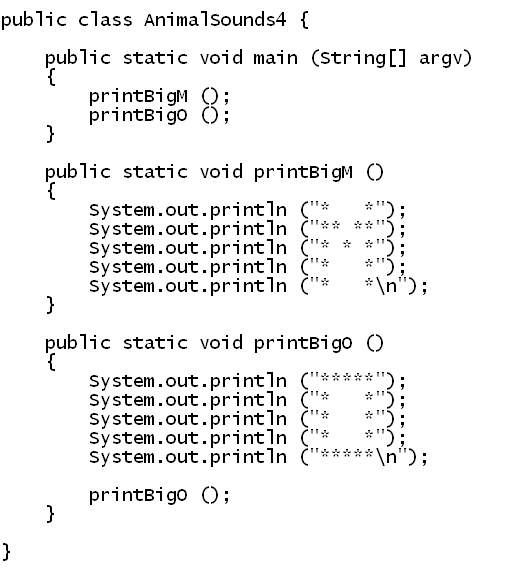 public class AnimalSounds4 {

    public static void main (String[] argv)
    {
        printBigM ();
        printBigO ();
    }

    public static void printBigM ()
    {
        System.out.println ("*   *");
        System.out.println ("** **");
        System.out.println ("* * *");
        System.out.println ("*   *");
        System.out.println ("*   *\n");
    }

    public static void printBigO ()
    {
        System.out.println ("*****");
        System.out.println ("*   *");
        System.out.println ("*   *");
        System.out.println ("*   *");
        System.out.println ("*****\n");

        printBigO ();
    }

}